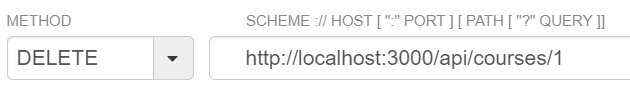 METHOD SCHEME :// HOST [ ":" PORT ] [ PATH [ "?" QUERY ]]
DELETE http://localhost:3000/api/courses/1